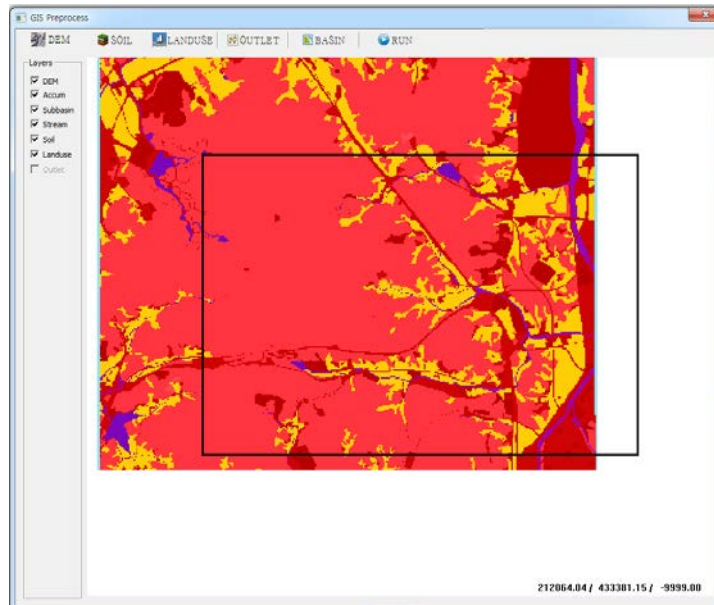 GIS Preprocess
DEM SOIL LANDUSE OUTLET BASIN RUN
Layers
DEM
Accum
Subbasin
Stream
Soil
Landuse
Outlet
212064.04 / 433381.15 / -9999.00